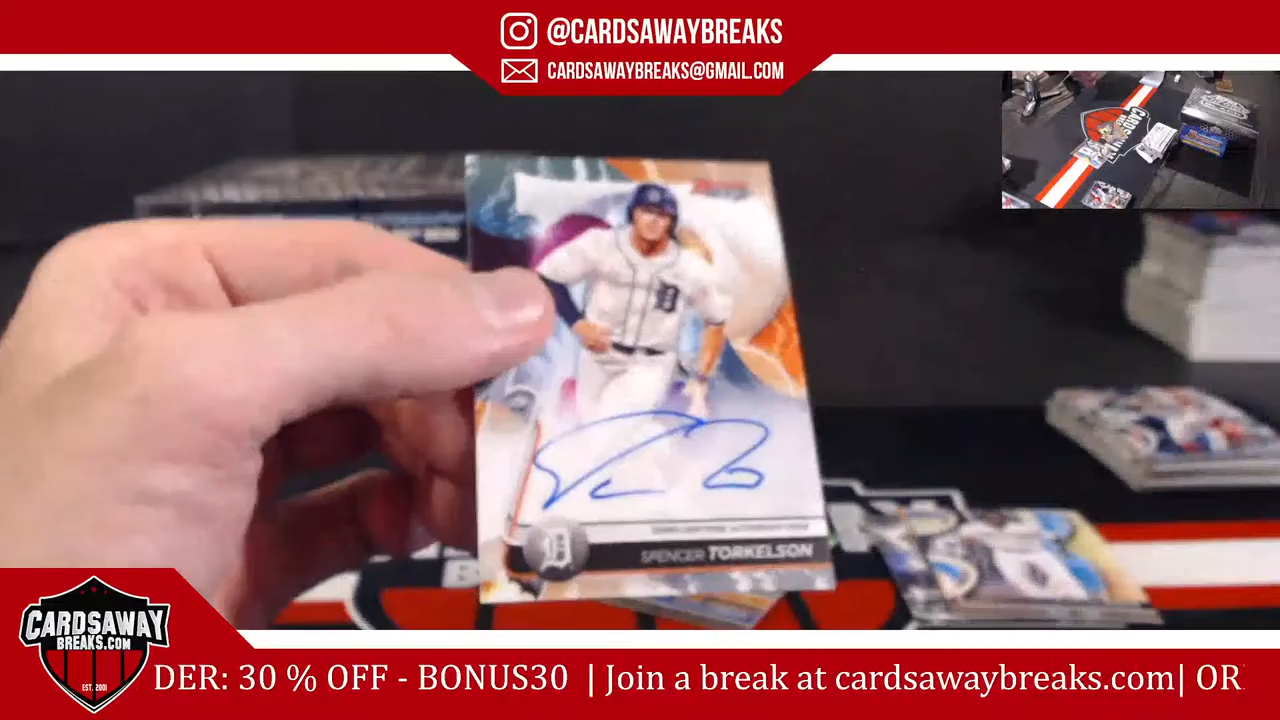 @CARDSAWAYBREAKS
CARDSAWAYBREAKS@GMAIL.COM
SPENCER TORKELSON
CARDSAWAY
BREAKS.COM
EST. 2001
DER: 30 % OFF - BONUS30 | Join a break at cardsawaybreaks.com| OR